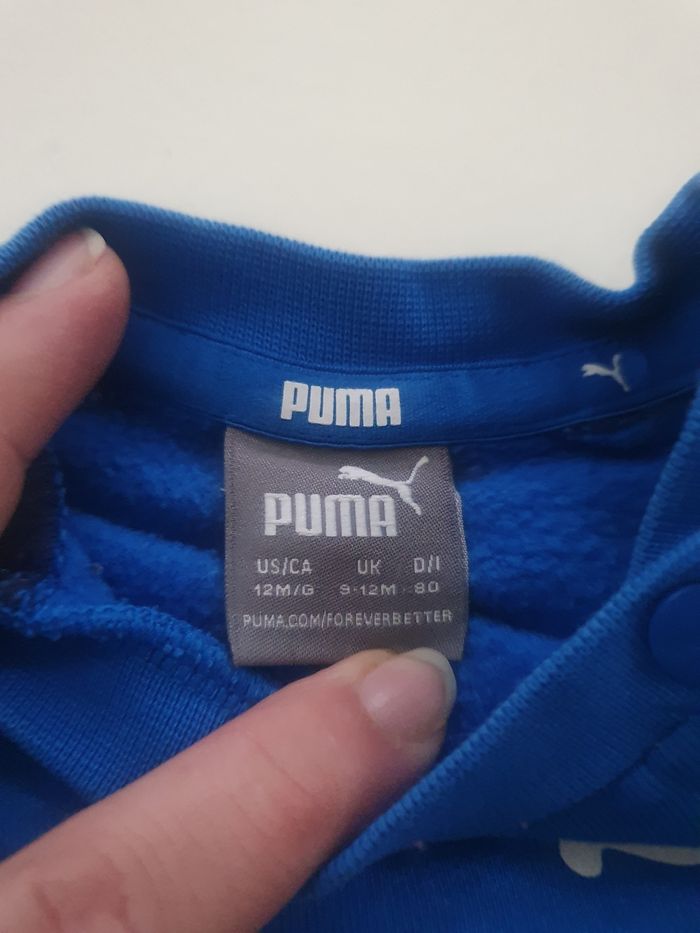 PUMA
PUMA
US/CA UK D/I
12M/G 9-12M 80
PUMA.COM/FOREVERBETTER